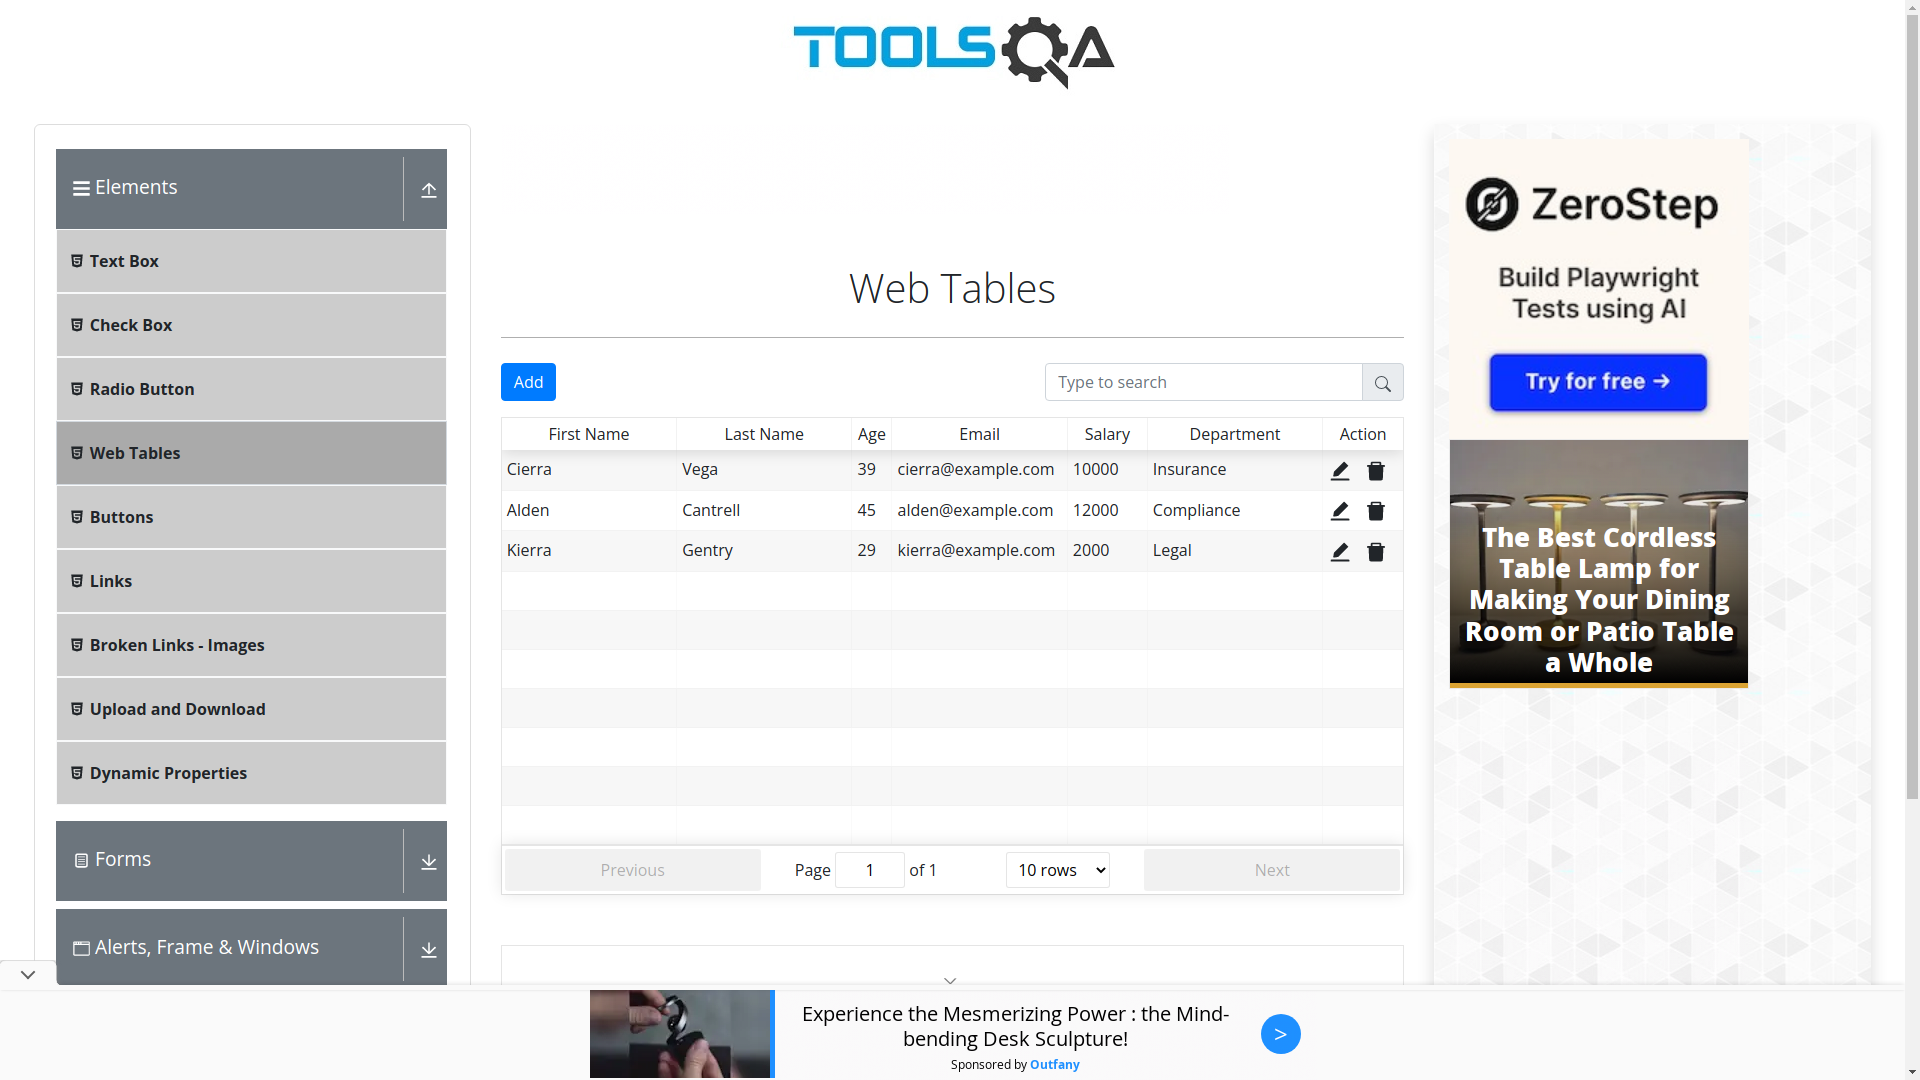 TOOLSQA
Elements
Text Box
Check Box
Radio Button
Web Tables
Buttons
Links
Broken Links - Images
Upload and Download
Dynamic Properties
Forms
Alerts, Frame & Windows
Web Tables
Add
Type to search
First Name Last Name Age Email Salary Department Action
Cierra Vega 39 cierra@example.com 10000 Insurance
Alden Cantrell 45 alden@example.com 12000 Compliance
Kierra Gentry 29 kierra@example.com 2000 Legal
Previous Page 1 of 1 10 rows Next
ZeroStep
Build Playwright
Tests using AI
Try for free →
The Best Cordless
Table Lamp for
Making Your Dining
Room or Patio Table
a Whole
Experience the Mesmerizing Power : the Mind-
bending Desk Sculpture!
Sponsored by Outfany
>